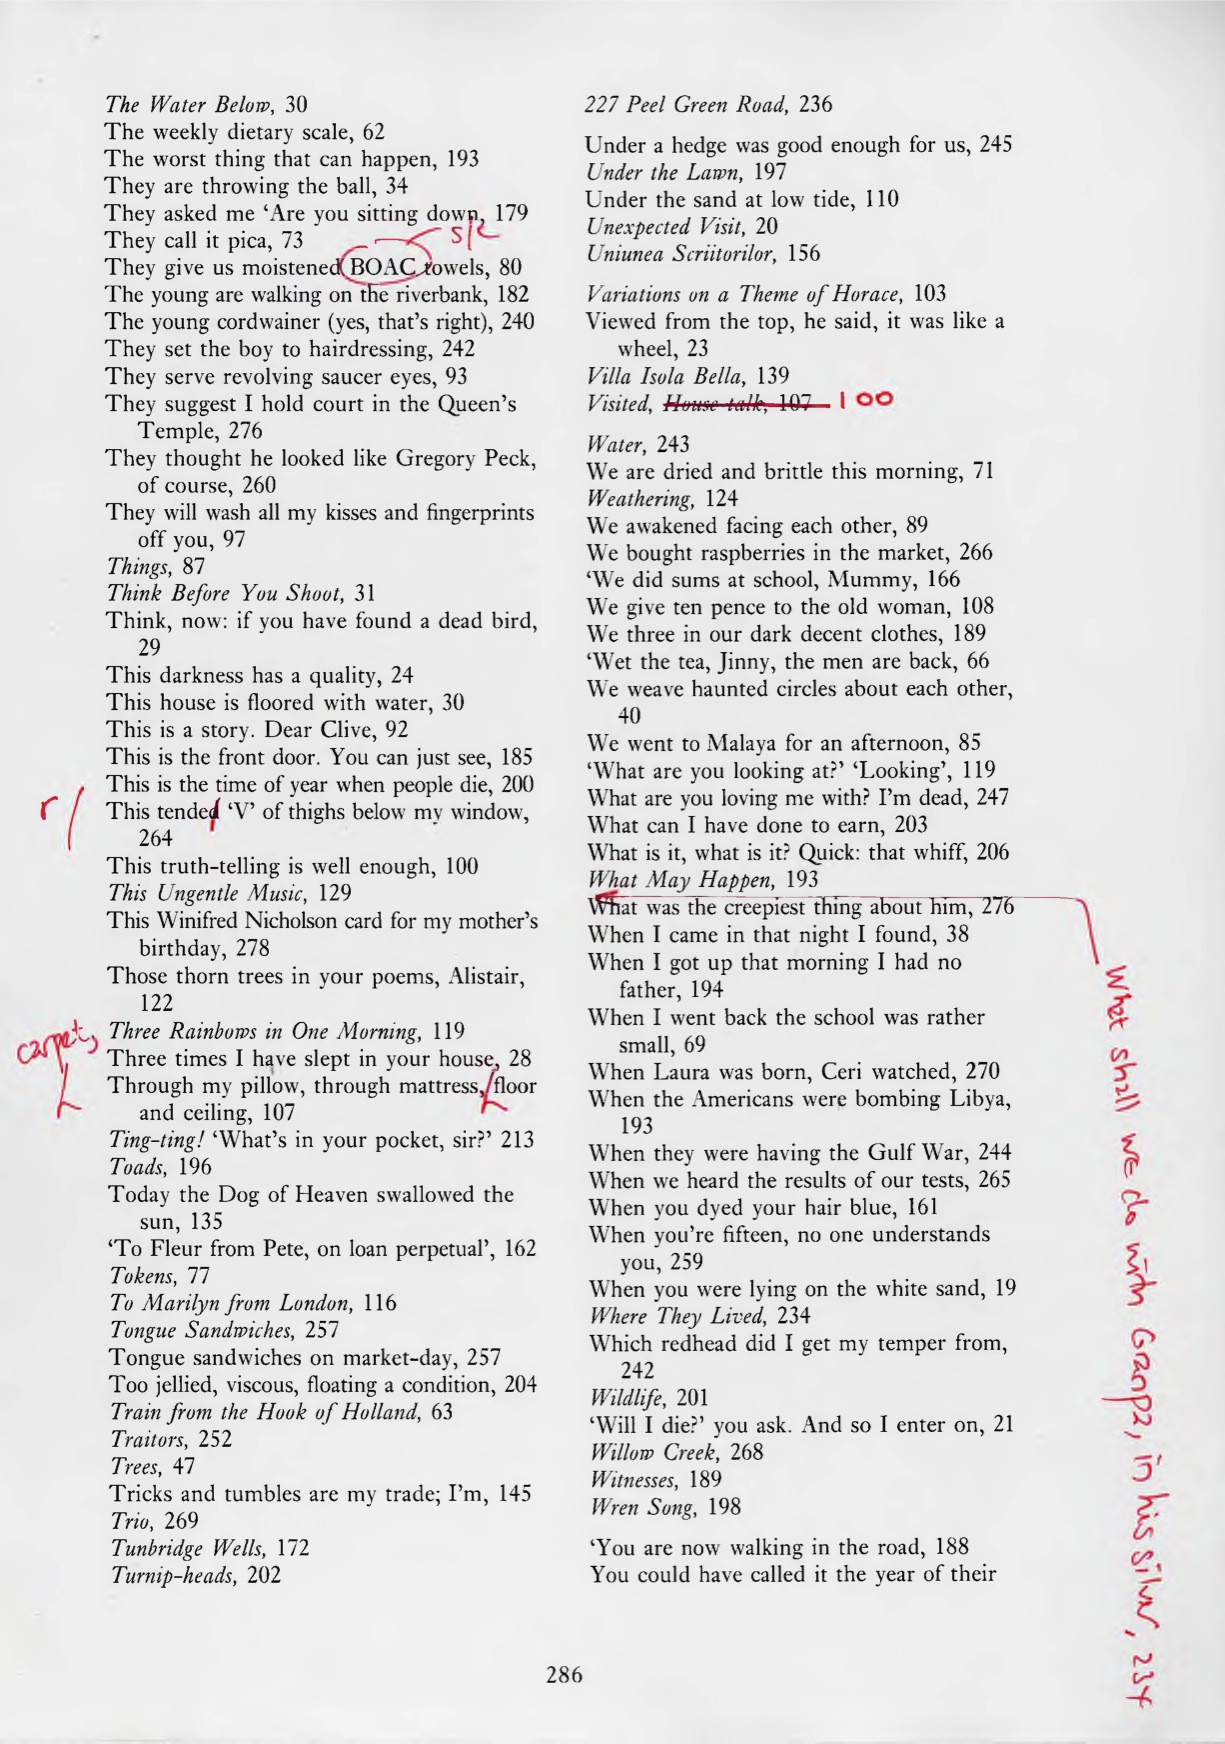 The Water Below, 30
The weekly dietary scale, 62
The worst thing that can happen, 193
They are throwing the ball, 34
They asked me ‘Are you sitting down, 179
s/c
They call it pica, 73
They give us moistened BOAC towels, 80
The young are walking on the riverbank, 182
The young cordwainer (yes, that's right), 240
They set the boy to hairdressing, 242
They serve revolving saucer eyes, 93
They suggest I hold court in the Queen's
Temple, 276
They thought he looked like Gregory Peck,
of course, 260
They will wash all my kisses and fingerprints
off you, 97
Things, 87
Think Before You Shoot, 31
Think, now: if you have found a dead bird,
29
This darkness has a quality, 24
This house is floored with water, 30
This is a story. Dear Clive, 92
This is the front door. You can just see, 185
This is the time of year when people die, 200
r/
This tended ‘V’ of thighs below my window,
264
This truth-telling is well enough, 100
This Ungentle Music, 129
This Winifred Nicholson card for my mother's
birthday, 278
Those thorn trees in your poems, Alistair,
122
Three Rainbows in One Morning, 119
carpet,
Three times I have slept in your house, 28
Through my pillow, through mattress, floor
and ceiling, 107
Ting-ting! ‘What's in your pocket, sir?’ 213
Toads, 196
Today the Dog of Heaven swallowed the
sun, 135
‘To Fleur from Pete, on loan perpetual’, 162
Tokens, 77
To Marilyn from London, 116
Tongue Sandwiches, 257
Tongue sandwiches on market-day, 257
Too jellied, viscous, floating a condition, 204
Train from the Hook of Holland, 63
Traitors, 252
Trees, 47
Tricks and tumbles are my trade; I'm, 145
Trio, 269
Tunbridge Wells, 172
Turnip-heads, 202
227 Peel Green Road, 236
Under a hedge was good enough for us, 245
Under the Lawn, 197
Under the sand at low tide, 110
Unexpected Visit, 20
Uniunea Scriitorilor, 156
Variations on a Theme of Horace, 103
Viewed from the top, he said, it was like a
wheel, 23
Villa Isola Bella, 139
Visited, House-talk, 107 100
Water, 243
We are dried and brittle this morning, 71
Weathering, 124
We awakened facing each other, 89
We bought raspberries in the market, 266
‘We did sums at school, Mummy, 166
We give ten pence to the old woman, 108
We three in our dark decent clothes, 189
‘Wet the tea, Jinny, the men are back, 66
We weave haunted circles about each other,
40
We went to Malaya for an afternoon, 85
‘What are you looking at?’ ‘Looking’, 119
What are you loving me with? I'm dead, 247
What can I have done to earn, 203
What is it, what is it? Quick: that whiff, 206
What May Happen, 193
What was the creepiest thing about him, 276
When I came in that night I found, 38
When I got up that morning I had no
father, 194
When I went back the school was rather
small, 69
When Laura was born, Ceri watched, 270
When the Americans were bombing Libya,
193
When they were having the Gulf War, 244
When we heard the results of our tests, 265
When you dyed your hair blue, 161
When you're fifteen, no one understands
you, 259
When you were lying on the white sand, 19
Where They Lived, 234
Which redhead did I get my temper from,
242
Wildlife, 201
‘Will I die?’ you ask. And so I enter on, 21
Willow Creek, 268
Witnesses, 189
Wren Song, 198
‘You are now walking in the road, 188
You could have called it the year of their
What shall we do with Grandpa, in his silver, 234
286